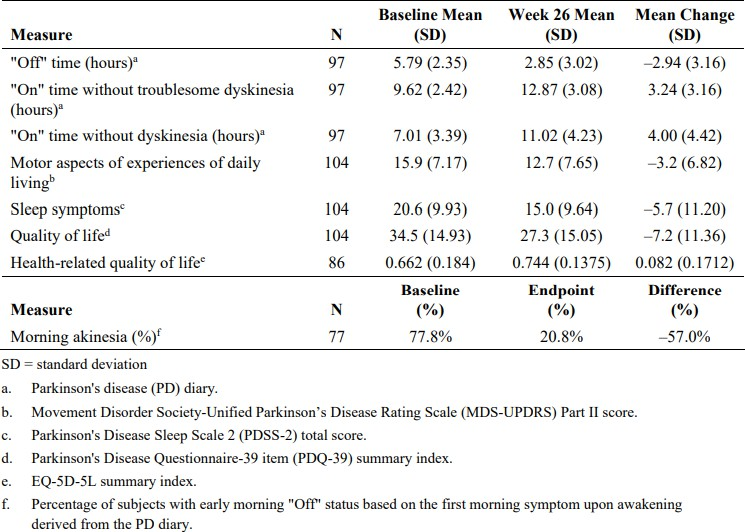 Measure N Baseline Mean (SD) Week 26 Mean (SD) Mean Change (SD)
"Off" time (hours)ᵃ 97 5.79 (2.35) 2.85 (3.02) –2.94 (3.16)
"On" time without troublesome dyskinesia 97 9.62 (2.42) 12.87 (3.08) 3.24 (3.16)
(hours)ᵃ
"On" time without dyskinesia (hours)ᵃ 97 7.01 (3.39) 11.02 (4.23) 4.00 (4.42)
Motor aspects of experiences of daily 104 15.9 (7.17) 12.7 (7.65) –3.2 (6.82)
livingᵇ
Sleep symptomsᶜ 104 20.6 (9.93) 15.0 (9.64) –5.7 (11.20)
Quality of lifeᵈ 104 34.5 (14.93) 27.3 (15.05) –7.2 (11.36)
Health-related quality of lifeᵉ 86 0.662 (0.184) 0.744 (0.1375) 0.082 (0.1712)
Measure N Baseline (%) Endpoint (%) Difference (%)
Morning akinesia (%)ᶠ 77 77.8% 20.8% –57.0%
SD = standard deviation
a. Parkinson's disease (PD) diary.
b. Movement Disorder Society-Unified Parkinson’s Disease Rating Scale (MDS-UPDRS) Part II score.
c. Parkinson's Disease Sleep Scale 2 (PDSS-2) total score.
d. Parkinson's Disease Questionnaire-39 item (PDQ-39) summary index.
e. EQ-5D-5L summary index.
f. Percentage of subjects with early morning "Off" status based on the first morning symptom upon awakening
derived from the PD diary.